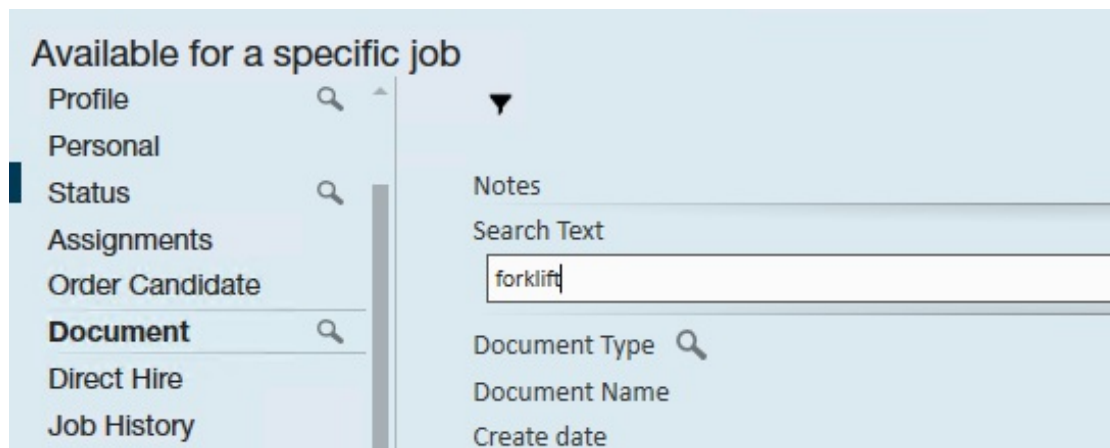 Available for a specific job
Profile
Personal
Status
Assignments
Order Candidate
Document
Direct Hire
Job History
Notes
Search Text
forklift
Document Type
Document Name
Create date